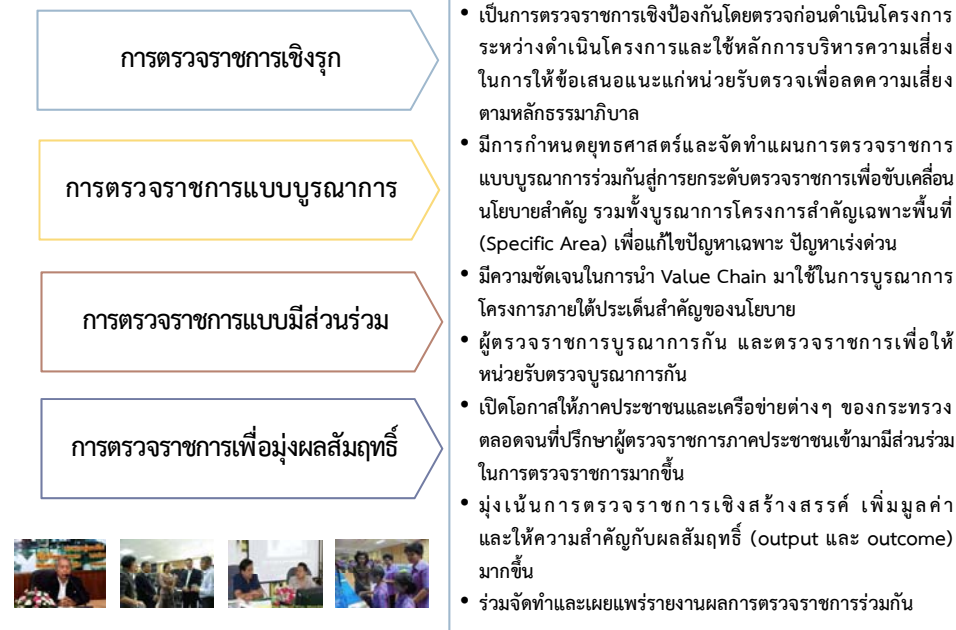 การตรวจราชการเชิงรุก
การตรวจราชการแบบบูรณาการ
การตรวจราชการแบบมีส่วนร่วม
การตรวจราชการเพื่อมุ่งผลสัมฤทธิ์
• เป็นการตรวจราชการเชิงป้องกันโดยตรวจก่อนดำเนินโครงการ
ระหว่างดำเนินโครงการและใช้หลักการบริหารความเสี่ยง
ในการให้ข้อเสนอแนะแก่หน่วยรับตรวจเพื่อลดความเสี่ยง
ตามหลักธรรมาภิบาล
• มีการกำหนดยุทธศาสตร์และจัดทำแผนการตรวจราชการ
แบบบูรณาการร่วมกันสู่การยกระดับตรวจราชการเพื่อขับเคลื่อน
นโยบายสำคัญ รวมทั้งบูรณาการโครงการสำคัญเฉพาะพื้นที่
(Specific Area) เพื่อแก้ไขปัญหาเฉพาะ ปัญหาเร่งด่วน
• มีความชัดเจนในการนำ Value Chain มาใช้ในการบูรณาการ
โครงการภายใต้ประเด็นสำคัญของนโยบาย
• ผู้ตรวจราชการบูรณาการกัน และตรวจราชการเพื่อให้
หน่วยรับตรวจบูรณาการกัน
• เปิดโอกาสให้ภาคประชาชนและเครือข่ายต่างๆ ของกระทรวง
ตลอดจนที่ปรึกษาผู้ตรวจราชการภาคประชาชนเข้ามามีส่วนร่วม
ในการตรวจราชการมากขึ้น
• มุ่งเน้นการตรวจราชการเชิงสร้างสรรค์ เพิ่มมูลค่า
และให้ความสำคัญกับผลสัมฤทธิ์ (output และ outcome)
มากขึ้น
• ร่วมจัดทำและเผยแพร่รายงานผลการตรวจราชการร่วมกัน